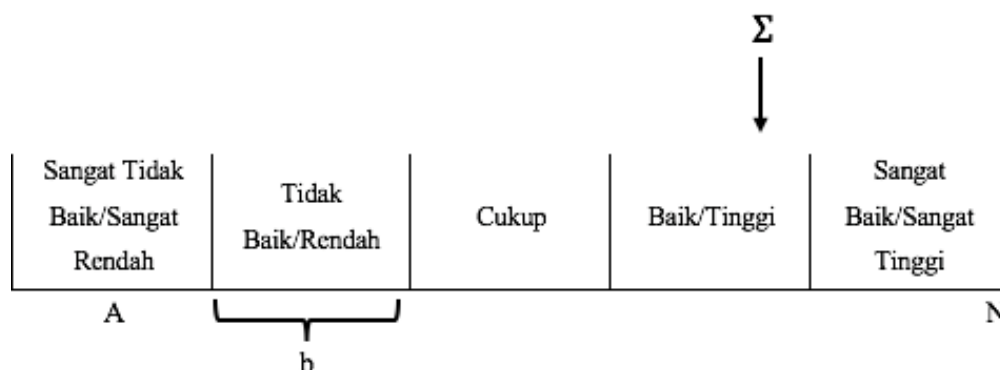 Σ
Sangat Tidak
Baik/Sangat
Rendah
Tidak
Baik/Rendah
Cukup
Baik/Tinggi
Sangat
Baik/Sangat
Tinggi
A
N
b